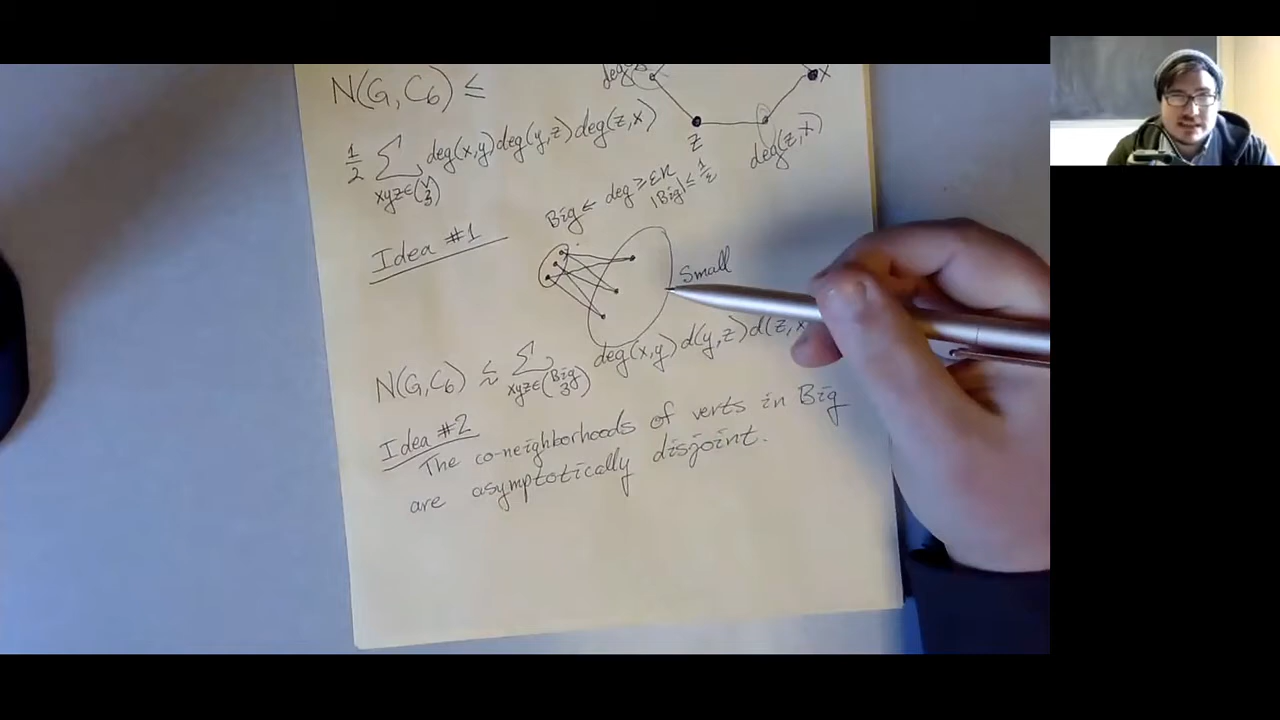 N(G,C₆) ≤
½ ∑ deg(x,y)deg(y,z)deg(z,x)
xyz∈(V 3)
z
deg(z,x)
x
Idea #1
Big ← deg ≥ εn
|Big| ≤ 1/ε
Small
N(G,C₆) ≲ ∑ deg(x,y)d(y,z)d(z,x
xyz∈(Big 3)
Idea #2
The co-neighborhoods of verts in Big
are asymptotically disjoint.